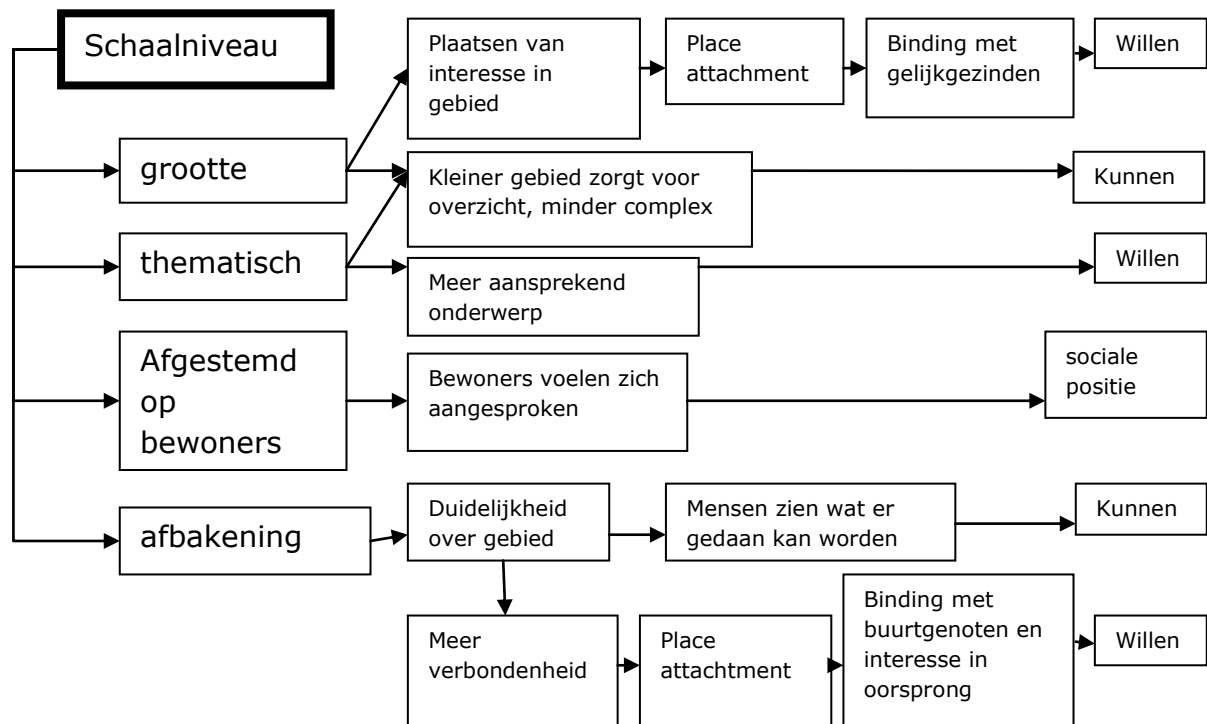 Schaalniveau
Plaatsen van
interesse in
gebied
Place
attachment
Binding met
gelijkgezinden
Willen
grootte
Kleiner gebied zorgt voor
overzicht, minder complex
Kunnen
thematisch
Meer aansprekend
onderwerp
Willen
Afgestemd
op
bewoners
Bewoners voelen zich
aangesproken
sociale
positie
afbakening
Duidelijkheid
over gebied
Mensen zien wat er
gedaan kan worden
Kunnen
Meer
verbondenheid
Place
attachtment
Binding met
buurtgenoten en
interesse in
oorsprong
Willen